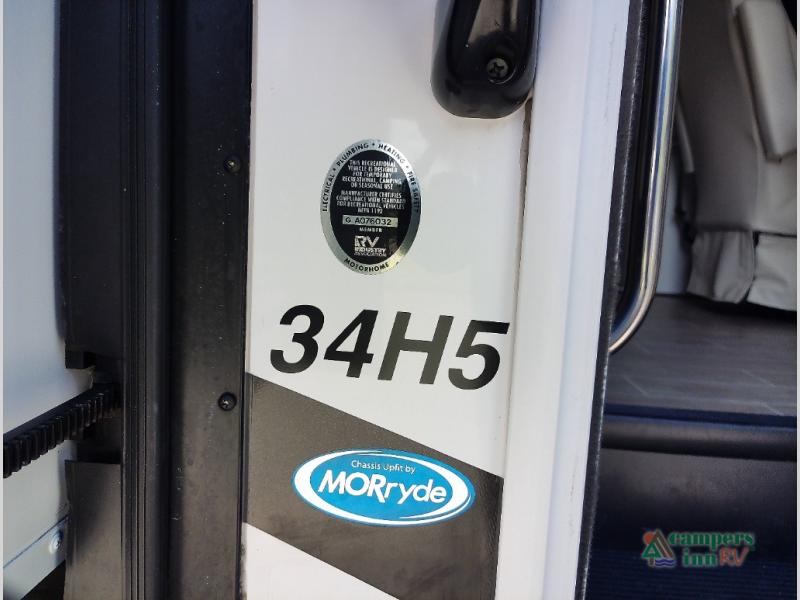 ELECTRICAL • PLUMBING • HEATING • FIRE SAFETY
THIS RECREATIONAL
VEHICLE IS DESIGNED
FOR TEMPORARY
RECREATIONAL, CAMPING
OR SEASONAL USE
MANUFACTURER CERTIFIES
COMPLIANCE WITH STANDARD
FOR RECREATIONAL VEHICLES
NFPA 1192
G A076032
MEMBER
RV
INDUSTRY
ASSOCIATION
MOTORHOME
34H5
Chassis Upfit by
MORryde
campers
inn RV